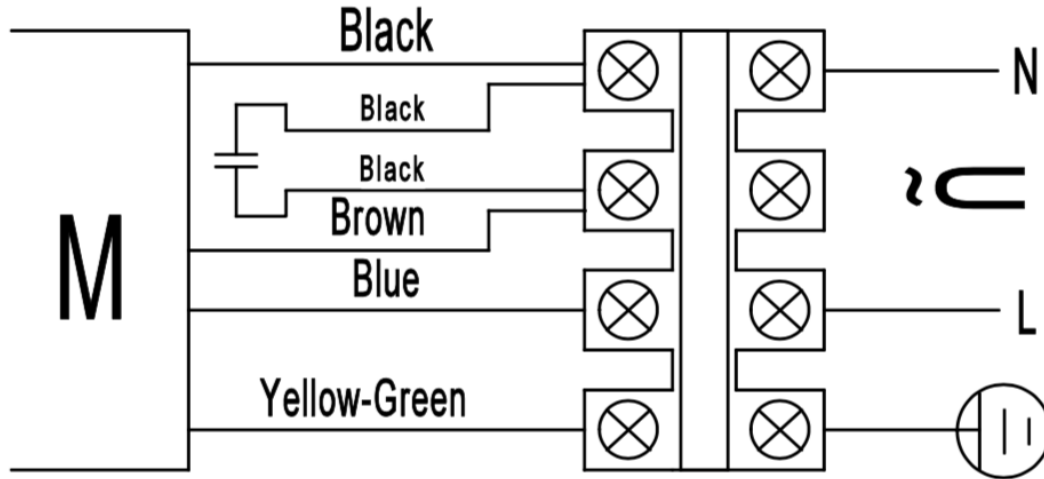 Black
N
Black
Black
Brown
U~
M
Blue
L
Yellow-Green